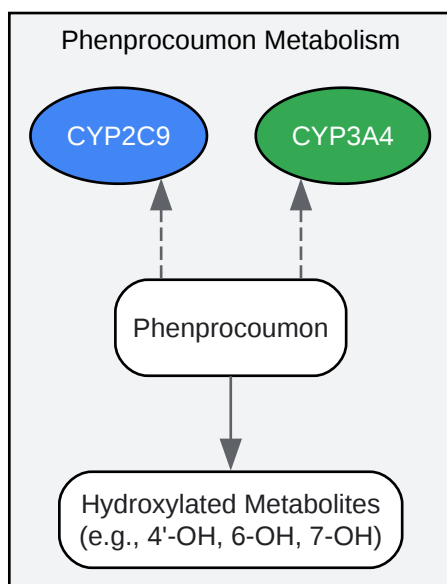 Phenprocoumon Metabolism
CYP2C9
CYP3A4
Phenprocoumon
Hydroxylated Metabolites
(e.g., 4'-OH, 6-OH, 7-OH)